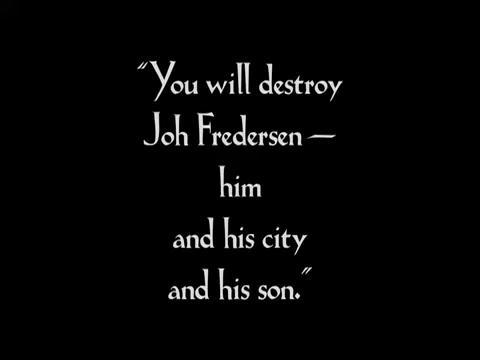 “You will destroy
Joh Fredersen —
him
and his city
and his son.”